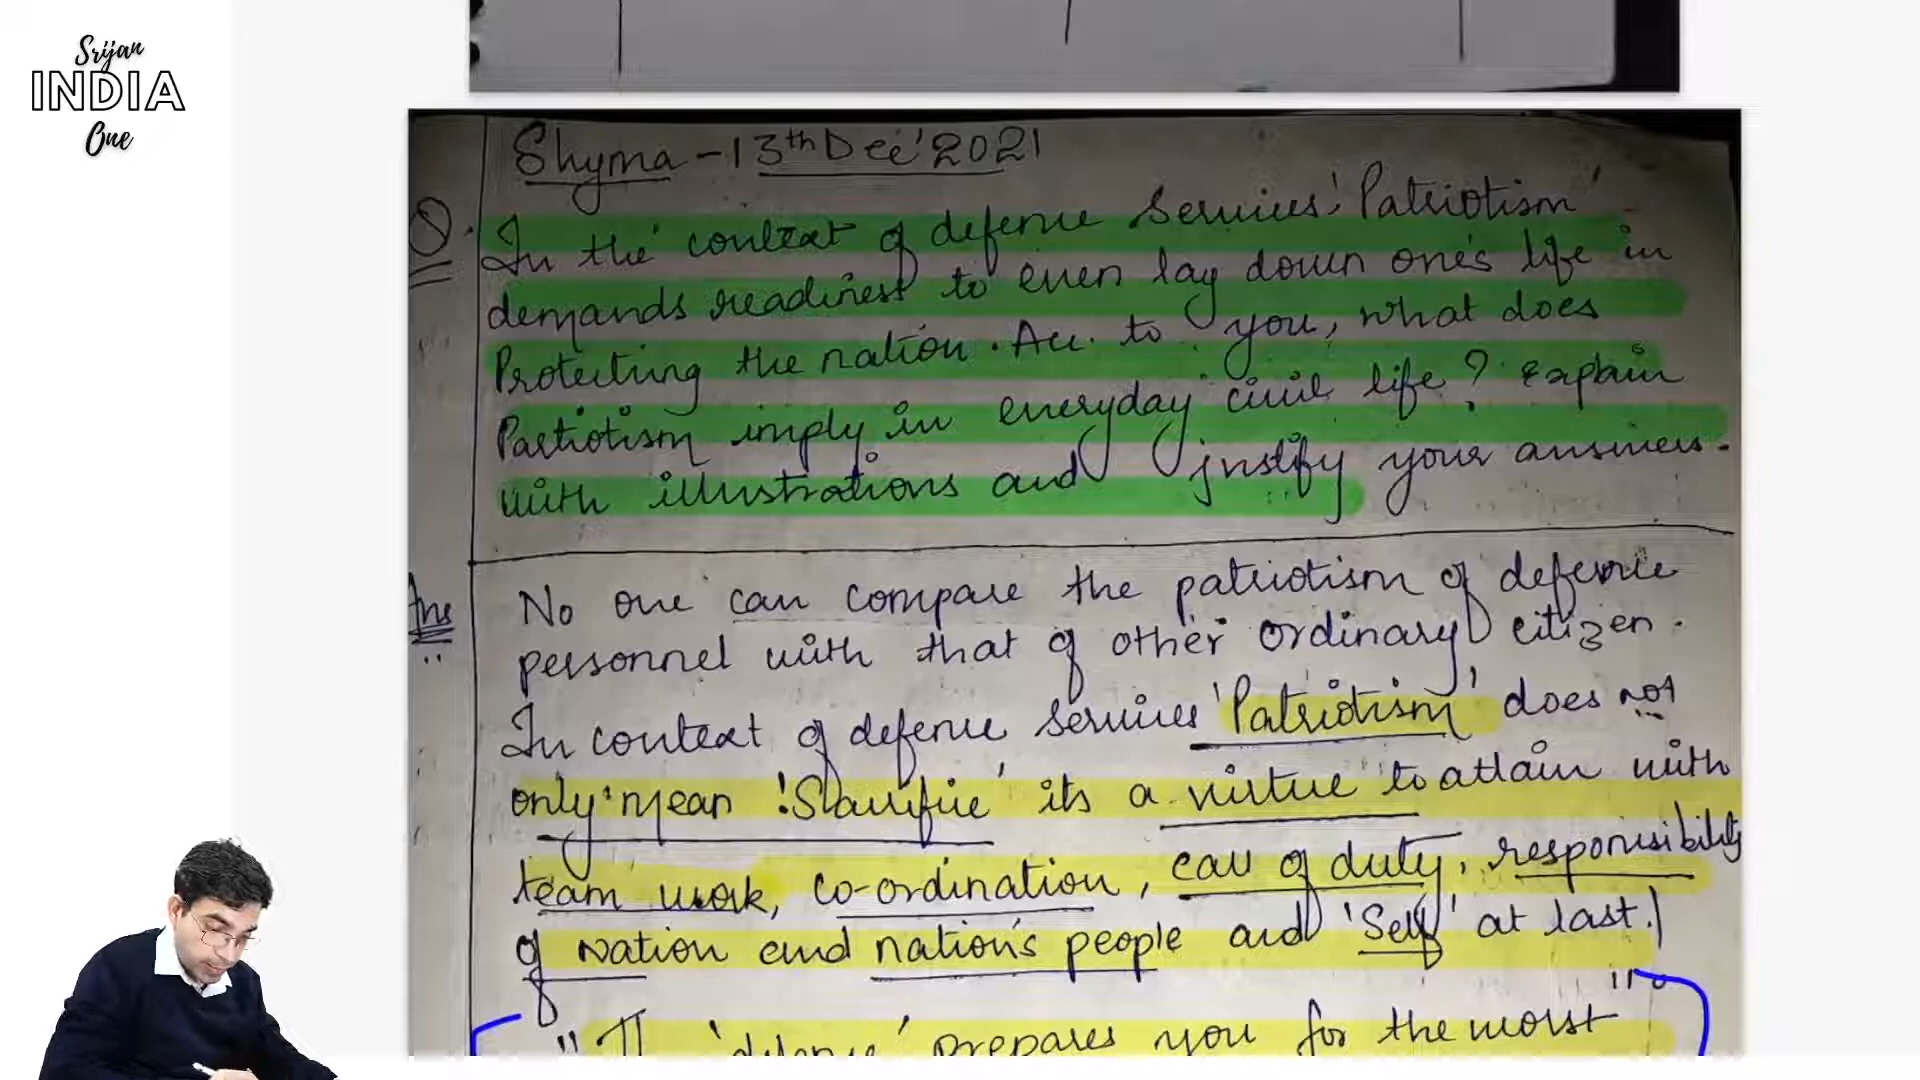 Srijan
INDIA
One
Shyma - 13th Dec' 2021
Q. In the context of defence services 'Patriotism'
demands readiness to even lay down one's life in
Protecting the nation. Acc. to you, what does
Partiotism imply in everyday civil life? Explain
with illustrations and justify your answers.
Ans No one can compare the patriotism of defence
personnel with that of other ordinary citizen.
In context of defence services 'Patriotism' does not
only mean 'Sacrifice' its a virtue to attain with
team work, co-ordination, call of duty, responsibility
of nation and nation's people and 'Self' at last.
"The 'defence' prepares you for the worst"